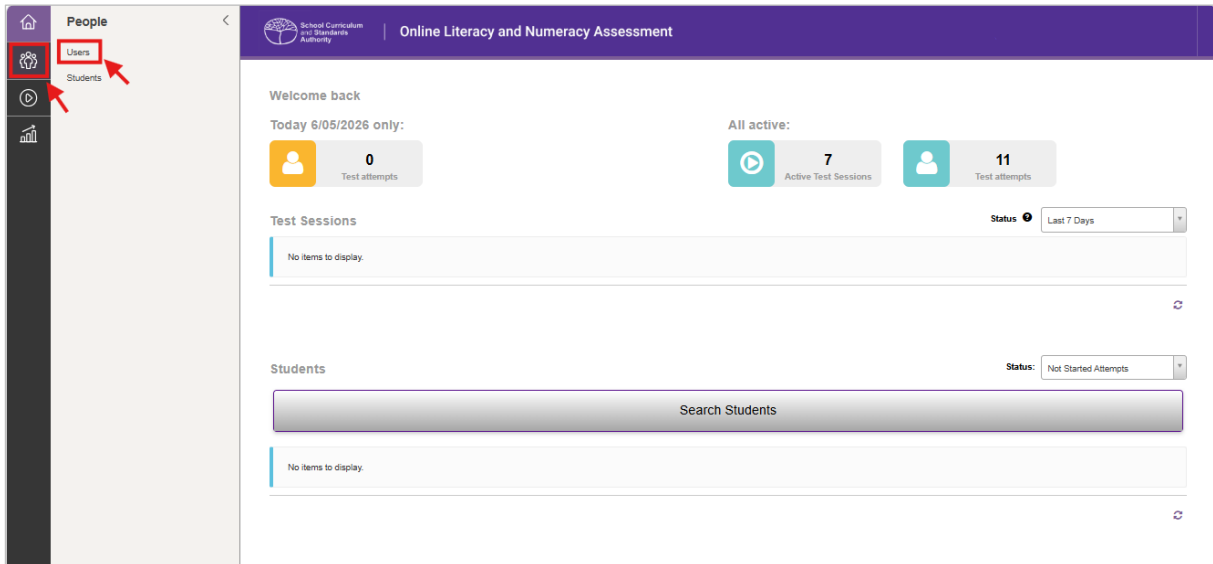 People
Users
Students
School Curriculum
and Standards
Authority
Online Literacy and Numeracy Assessment
Welcome back
Today 6/05/2026 only:
0
Test attempts
All active:
7
Active Test Sessions
11
Test attempts
Test Sessions
Status
Last 7 Days
No items to display.
Students
Status:
Not Started Attempts
Search Students
No items to display.